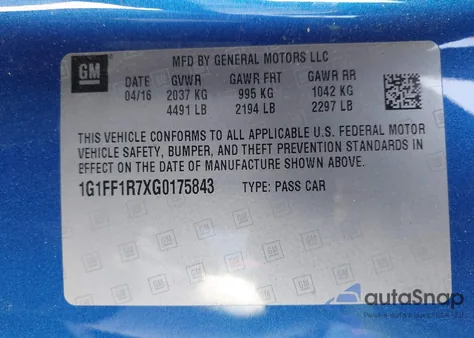 GM
MFD BY GENERAL MOTORS LLC
DATE GVWR GAWR FRT GAWR RR
04/16 2037 KG 995 KG 1042 KG
4491 LB 2194 LB 2297 LB
THIS VEHICLE CONFORMS TO ALL APPLICABLE U.S. FEDERAL MOTOR
VEHICLE SAFETY, BUMPER, AND THEFT PREVENTION STANDARDS IN
EFFECT ON THE DATE OF MANUFACTURE SHOWN ABOVE.
1G1FF1R7XG0175843 TYPE: PASS CAR
autoSnap